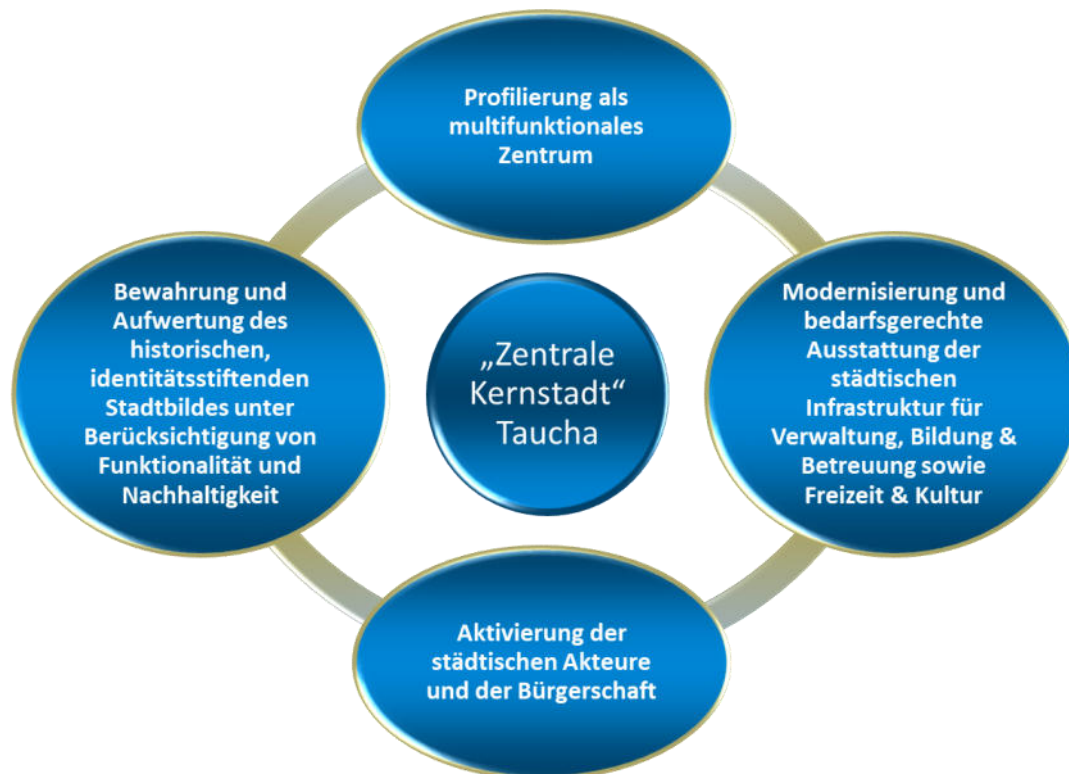 Profilierung als
multifunktionales
Zentrum
Bewahrung und
Aufwertung des
historischen,
identitätsstiftenden
Stadtbildes unter
Berücksichtigung von
Funktionalität und
Nachhaltigkeit
„Zentrale
Kernstadt“
Taucha
Modernisierung und
bedarfsgerechte
Ausstattung der
städtischen
Infrastruktur für
Verwaltung, Bildung &
Betreuung sowie
Freizeit & Kultur
Aktivierung der
städtischen Akteure
und der Bürgerschaft